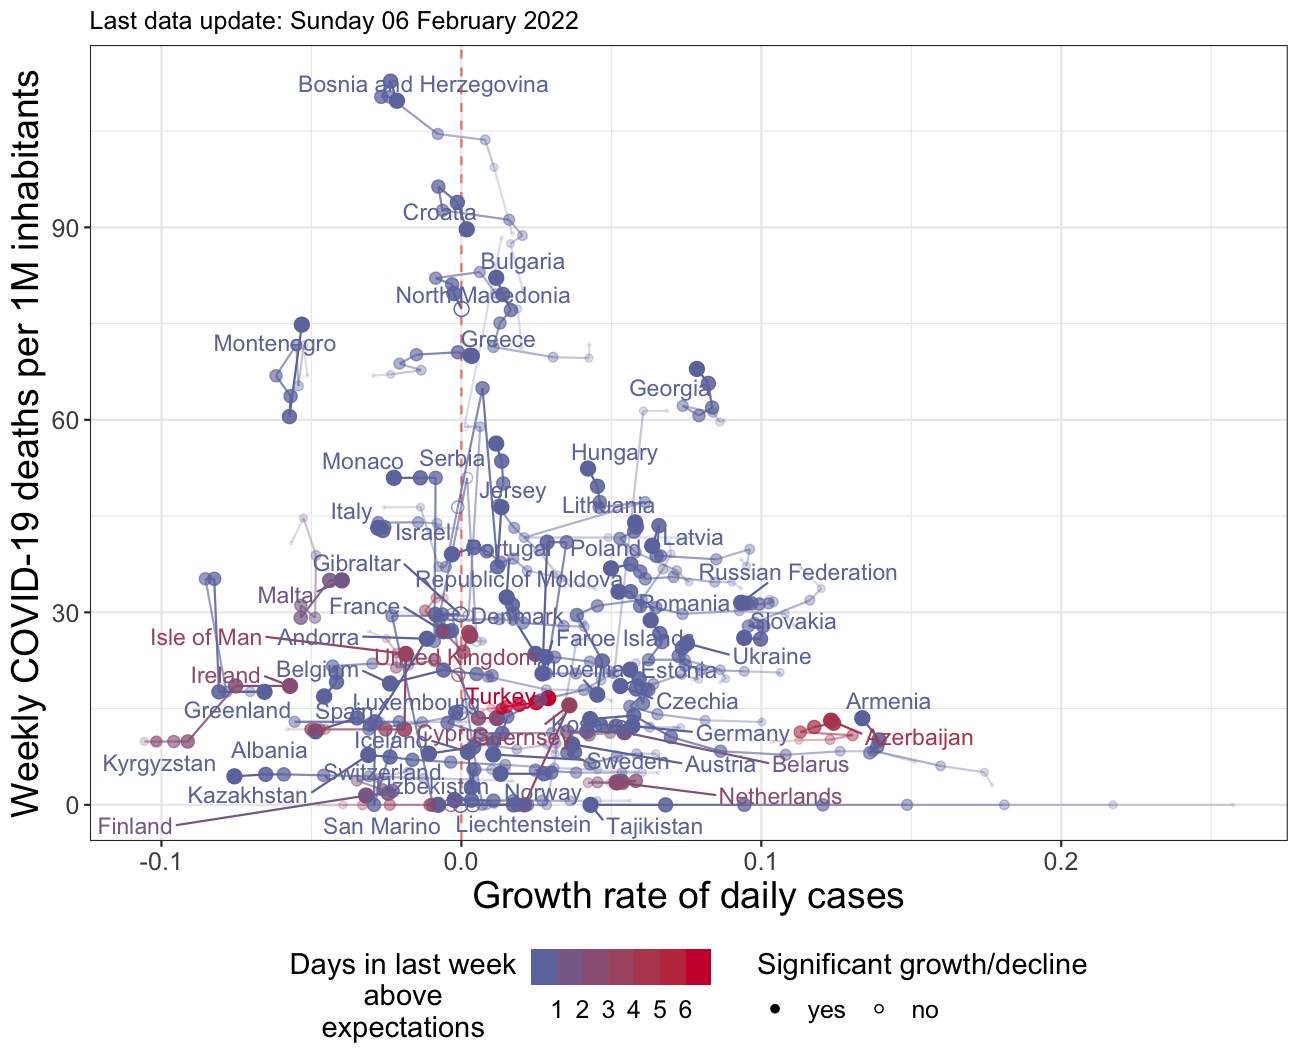 Last data update: Sunday 06 February 2022
Weekly COVID-19 deaths per 1M inhabitants
90
60
30
0
Bosnia and Herzegovina
Croatia
Bulgaria
North Macedonia
Montenegro
Greece
Georgia
Monaco
Serbia
Hungary
Jersey
Lithuania
Italy
Israel
Latvia
Portugal
Poland
Gibraltar
Republic of Moldova
Russian Federation
Malta
France
Denmark
Romania
Slovakia
Isle of Man
Andorra
Faroe Islands
United Kingdom
Ukraine
Ireland
Belgium
Slovenia
Estonia
Greenland
Spain
Luxembourg
Turkey
Czechia
Armenia
Cyprus
Guernsey
Germany
Azerbaijan
Iceland
Albania
Kyrgyzstan
Switzerland
Sweden
Austria
Belarus
Kazakhstan
Uzbekistan
Norway
Netherlands
Finland
San Marino
Liechtenstein
Tajikistan
-0.1
0.0
0.1
0.2
Growth rate of daily cases
Days in last week
above
expectations
1 2 3 4 5 6
Significant growth/decline
yes
no